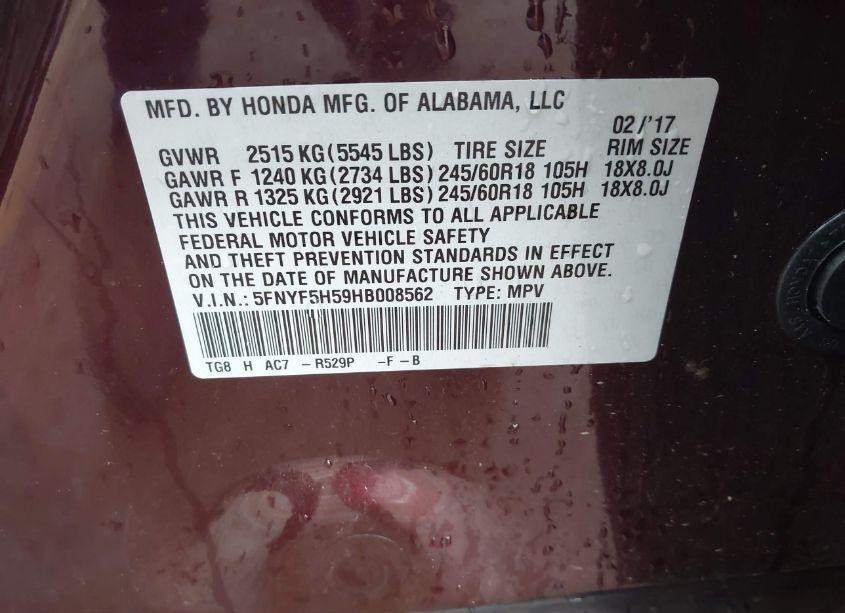 MFD. BY HONDA MFG. OF ALABAMA, LLC
02/'17
GVWR 2515 KG (5545 LBS) TIRE SIZE RIM SIZE
GAWR F 1240 KG (2734 LBS) 245/60R18 105H 18X8.0J
GAWR R 1325 KG (2921 LBS) 245/60R18 105H 18X8.0J
THIS VEHICLE CONFORMS TO ALL APPLICABLE
FEDERAL MOTOR VEHICLE SAFETY
AND THEFT PREVENTION STANDARDS IN EFFECT
ON THE DATE OF MANUFACTURE SHOWN ABOVE.
V.I.N.: 5FNYF5H59HB008562 TYPE: MPV
TG8 H AC7 -R529P -F-B
HONDA